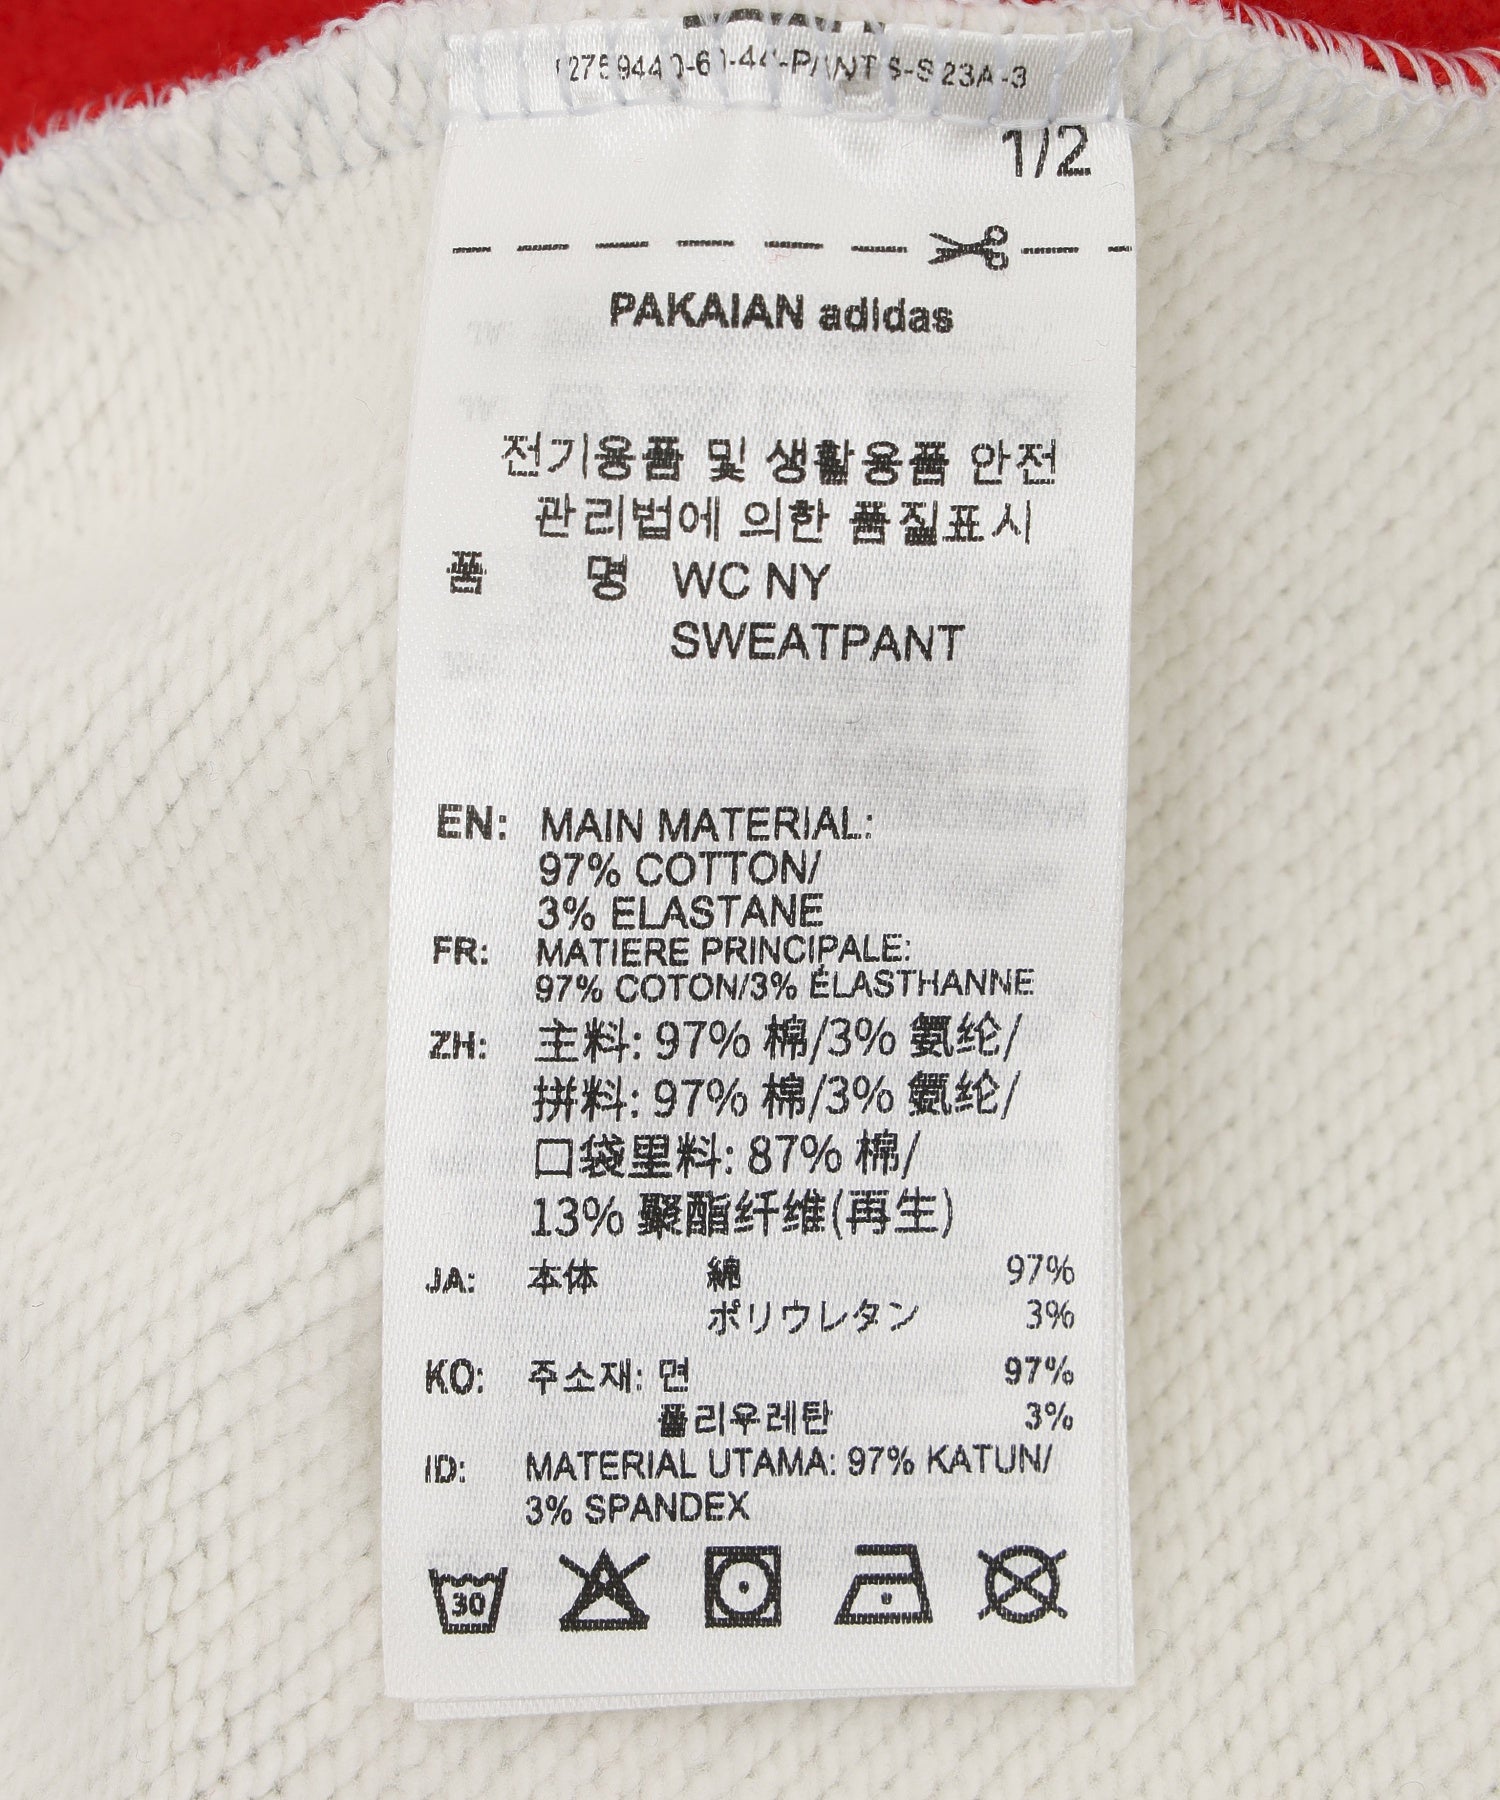 1/2
PAKAIAN adidas
전기용품 및 생활용품 안전
관리법에 의한 품질표시
품 명 WC NY
SWEATPANT
EN: MAIN MATERIAL:
97% COTTON/
3% ELASTANE
FR: MATIERE PRINCIPALE:
97% COTON/3% ÉLASTHANNE
ZH: 主料: 97% 棉/3% 氨纶/
拼料: 97% 棉/3% 氨纶/
口袋里料: 87% 棉/
13% 聚酯纤维(再生)
JA: 本体 綿 97%
ポリウレタン 3%
KO: 주소재: 면 97%
폴리우레탄 3%
ID: MATERIAL UTAMA: 97% KATUN/
3% SPANDEX
30